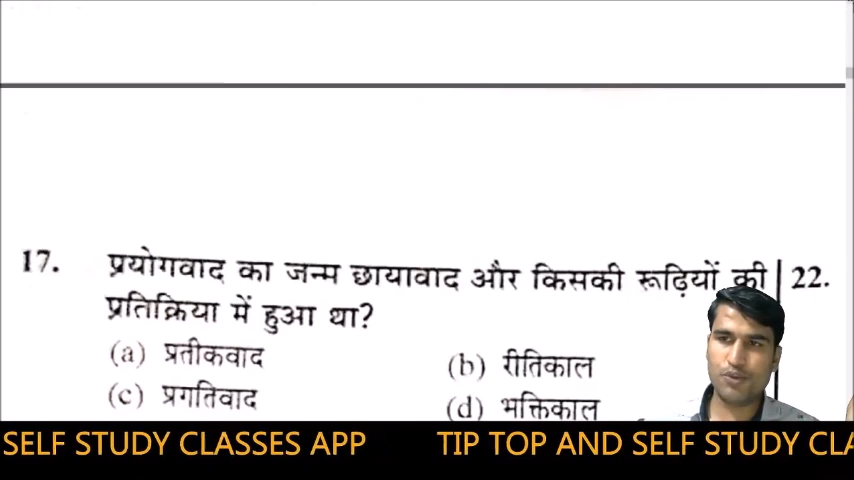 17. प्रयोगवाद का जन्म छायावाद और किसकी रूढ़ियों की 22.
प्रतिक्रिया में हुआ था?
(a) प्रतीकवाद (b) रीतिकाल
(c) प्रगतिवाद (d) भक्तिकाल
SELF STUDY CLASSES APP TIP TOP AND SELF STUDY CLA